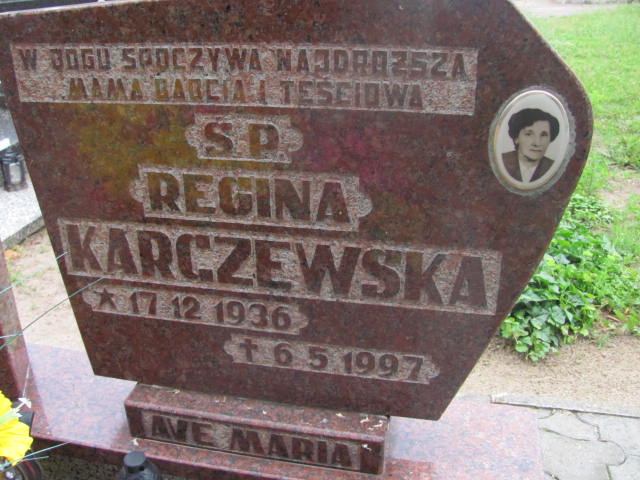 W BOGU SPOCZYWA NAJDROŻSZA
MAMA BABCIA I TEŚCIOWA
Ś.P.
REGINA
KARCZEWSKA
* 17 12 1936
✝ 6 5 1997
AVE MARIA